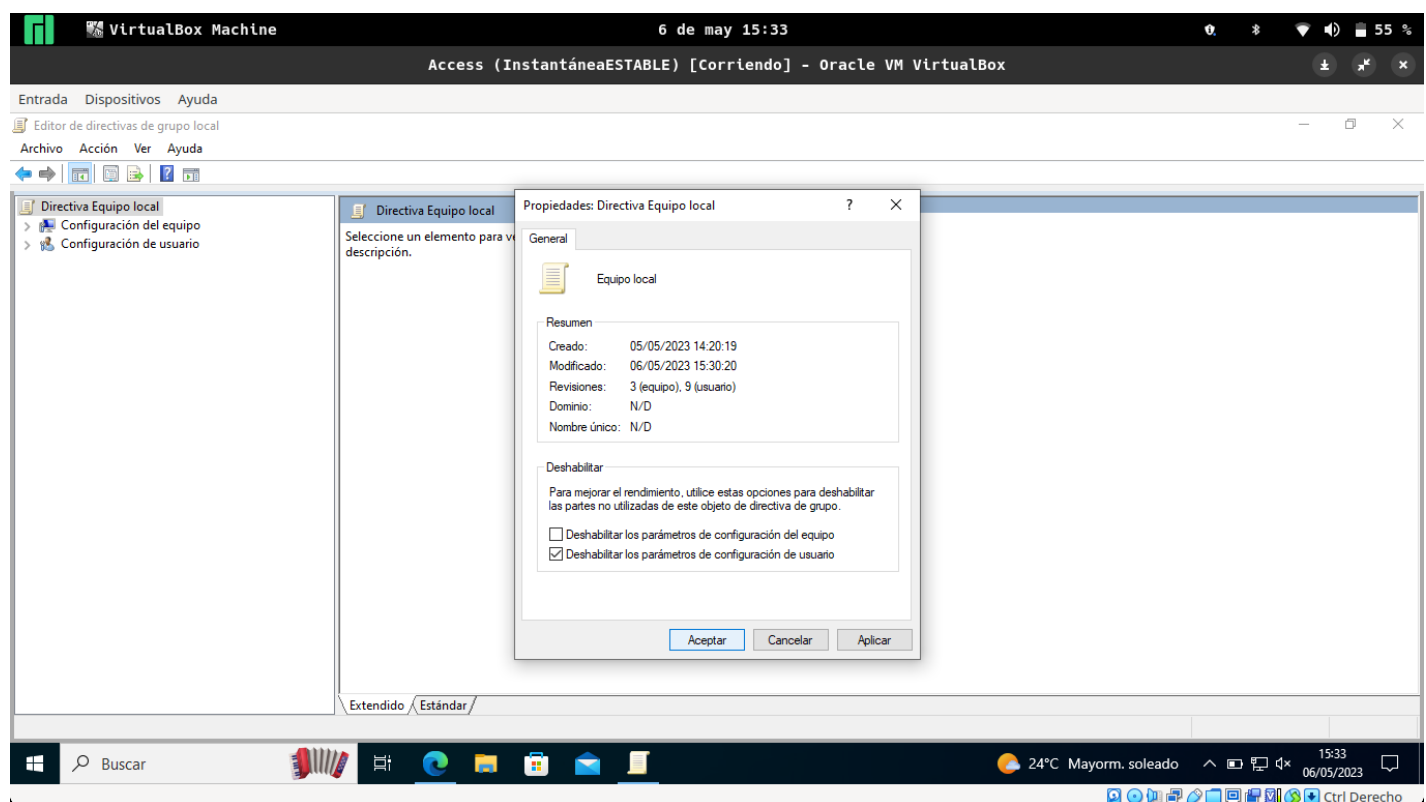 VirtualBox Machine
6 de may 15:33
55 %
Access (InstantáneaESTABLE) [Corriendo] - Oracle VM VirtualBox
Entrada Dispositivos Ayuda
Editor de directivas de grupo local
Archivo Acción Ver Ayuda
Directiva Equipo local
Configuración del equipo
Configuración de usuario
Directiva Equipo local
Seleccione un elemento para
descripción.
Propiedades: Directiva Equipo local
General
Equipo local
Resumen
Creado: 05/05/2023 14:20:19
Modificado: 06/05/2023 15:30:20
Revisiones: 3 (equipo), 9 (usuario)
Dominio: N/D
Nombre único: N/D
Deshabilitar
Para mejorar el rendimiento, utilice estas opciones para deshabilitar
las partes no utilizadas de este objeto de directiva de grupo.
Deshabilitar los parámetros de configuración del equipo
Deshabilitar los parámetros de configuración de usuario
Aceptar Cancelar Aplicar
Extendido Estándar
Buscar
24°C Mayorm. soleado
15:33
06/05/2023
Ctrl Derecho